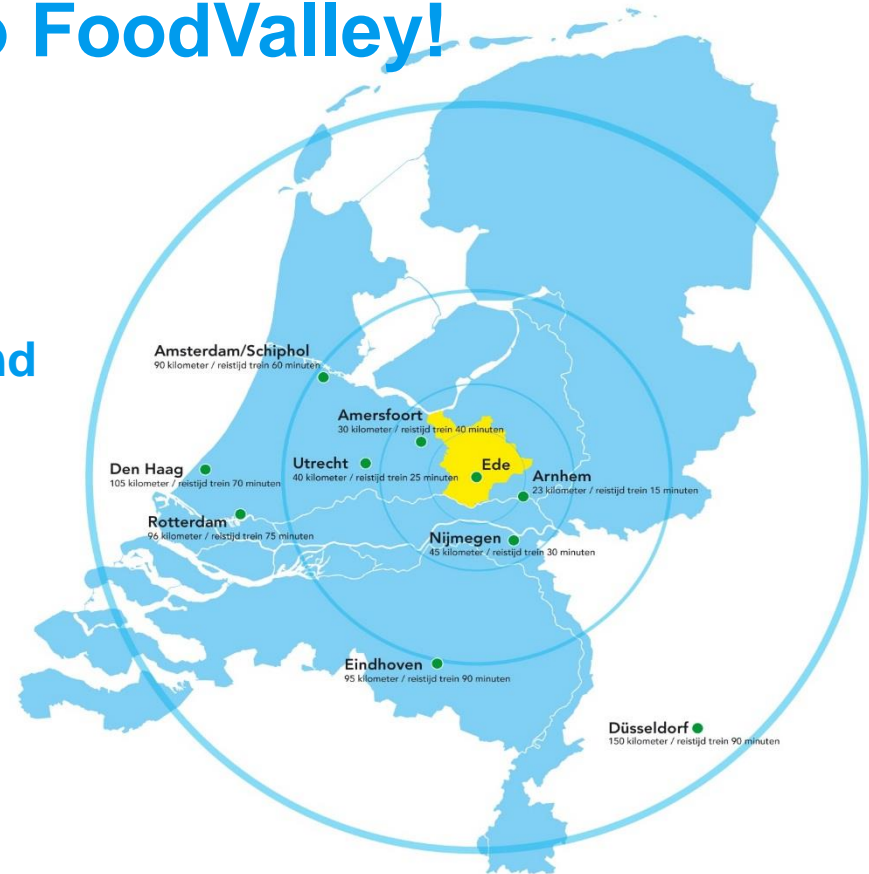 FoodValley!
Amsterdam/Schiphol
90 kilometer / reistijd trein 60 minuten
Amersfoort
30 kilometer / reistijd trein 40 minuten
Den Haag
105 kilometer / reistijd trein 70 minuten
Utrecht
40 kilometer / reistijd trein 25 minuten
Ede
Arnhem
23 kilometer / reistijd trein 15 minuten
Rotterdam
96 kilometer / reistijd trein 75 minuten
Nijmegen
45 kilometer / reistijd trein 30 minuten
Eindhoven
95 kilometer / reistijd trein 90 minuten
Düsseldorf
150 kilometer / reistijd trein 90 minuten